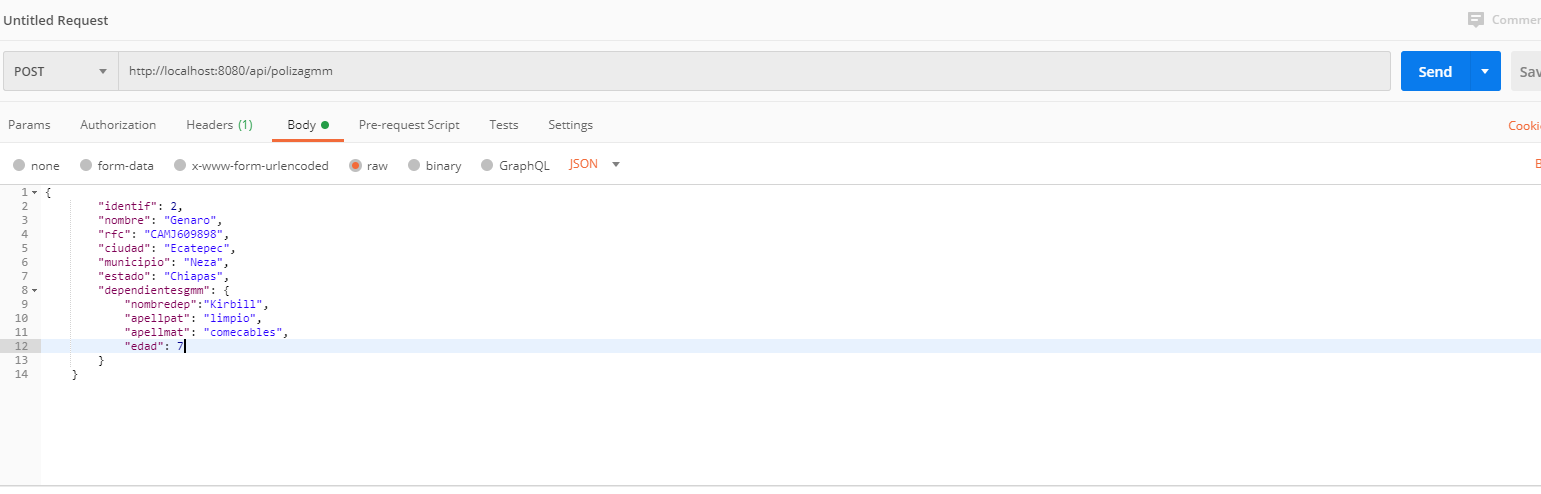 Untitled Request
Commen
POST http://localhost:8080/api/polizagmm Send Sav
Params Authorization Headers (1) Body Pre-request Script Tests Settings Cooki
none form-data x-www-form-urlencoded raw binary GraphQL JSON B
1 {
2 "identif": 2,
3 "nombre": "Genaro",
4 "rfc": "CAMJ609898",
5 "ciudad": "Ecatepec",
6 "municipio": "Neza",
7 "estado": "Chiapas",
8 "dependientesgmm": {
9 "nombredep":"Kirbill",
10 "apellpat": "limpio",
11 "apellmat": "comecables",
12 "edad": 7
13 }
14 }